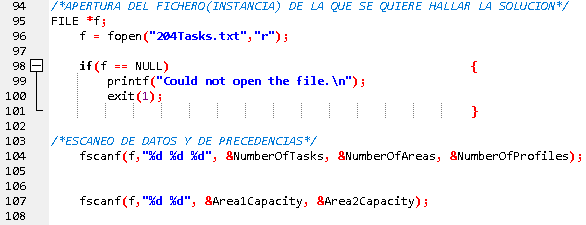 94 /*APERTURA DEL FICHERO(INSTANCIA) DE LA QUE SE QUIERE HALLAR LA SOLUCION*/
95 FILE *f;
96 f = fopen("204Tasks.txt","r");
97
98 if(f == NULL) {
99 printf("Could not open the file.\n");
100 exit(1);
101 }
102
103 /*ESCANEO DE DATOS Y DE PRECEDENCIAS*/
104 fscanf(f,"%d %d %d", &NumberOfTasks, &NumberOfAreas, &NumberOfProfiles);
105
106
107 fscanf(f,"%d %d", &Area1Capacity, &Area2Capacity);
108